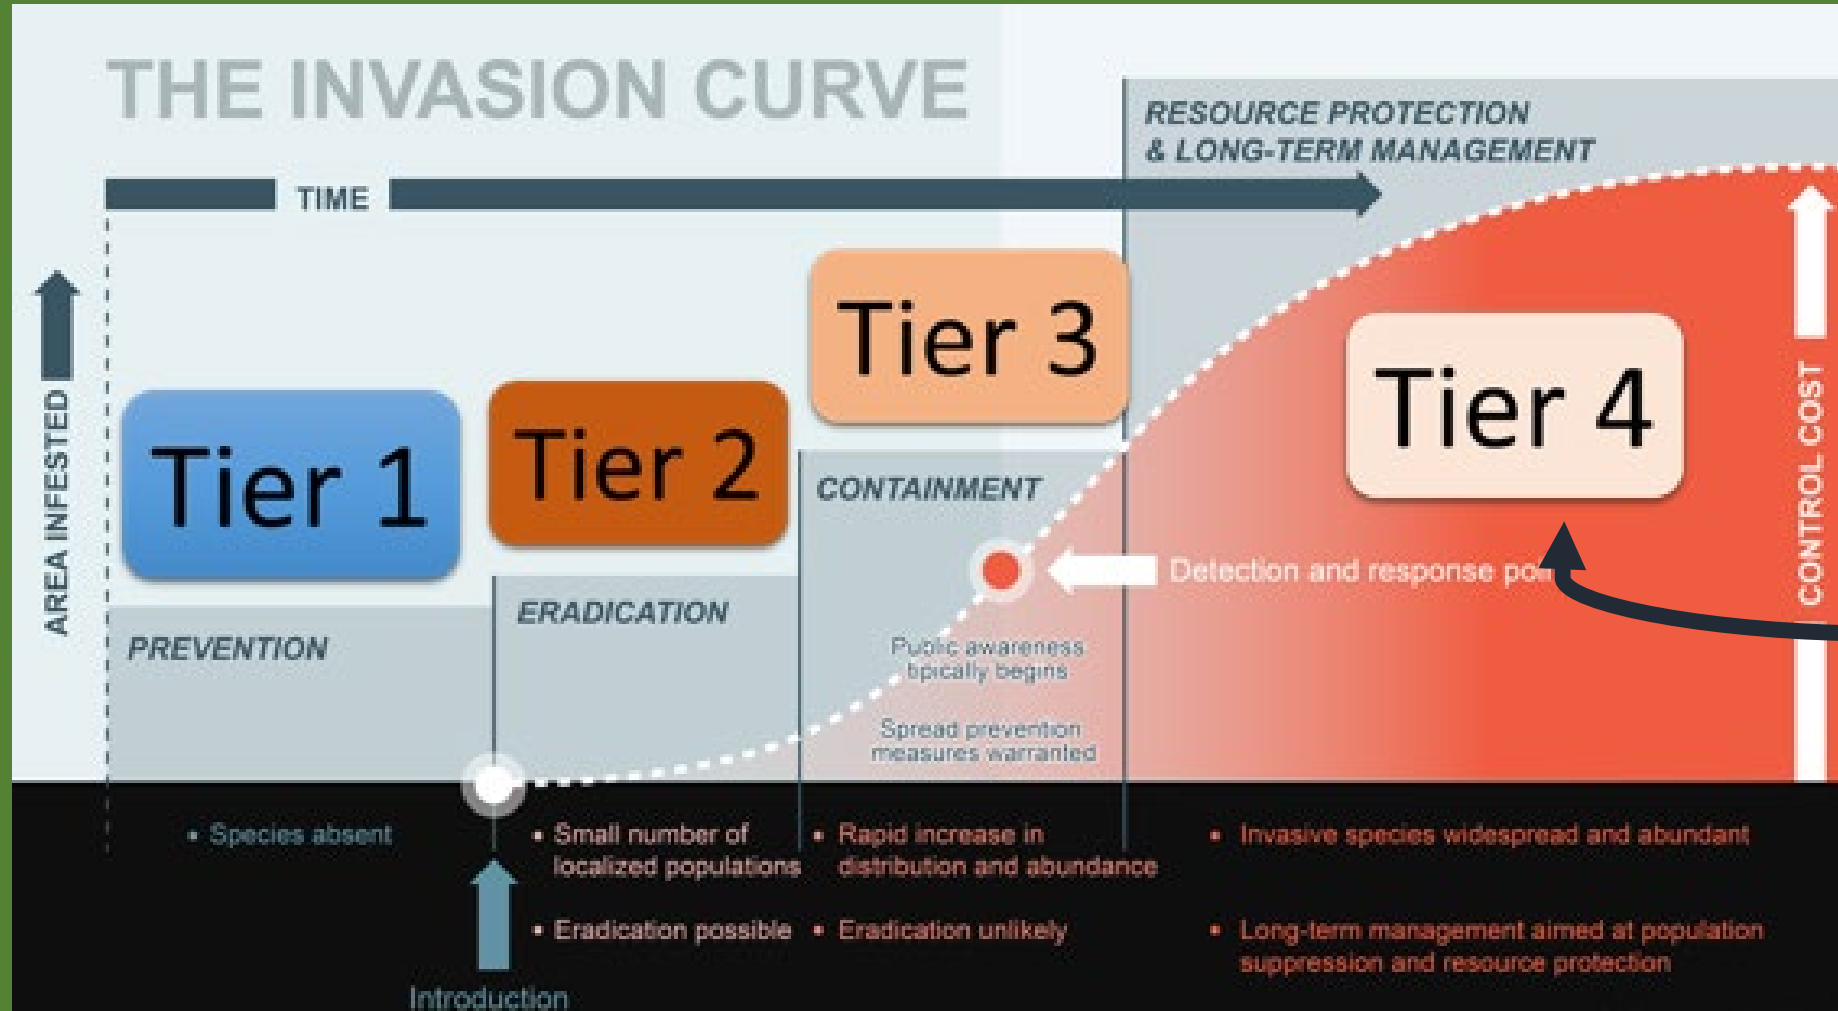 THE INVASION CURVE
RESOURCE PROTECTION
& LONG-TERM MANAGEMENT
TIME
AREA INFESTED
Tier 1
Tier 2
Tier 3
Tier 4
PREVENTION
ERADICATION
CONTAINMENT
Detection and response poin
CONTROL COST
Public awareness
tipically begins
Spread prevention
measures warranted
• Species absent
• Small number of
localized populations
• Eradication possible
• Rapid increase in
distribution and abundance
• Eradication unlikely
• Invasive species widespread and abundant
• Long-term management aimed at population
suppression and resource protection
Introduction